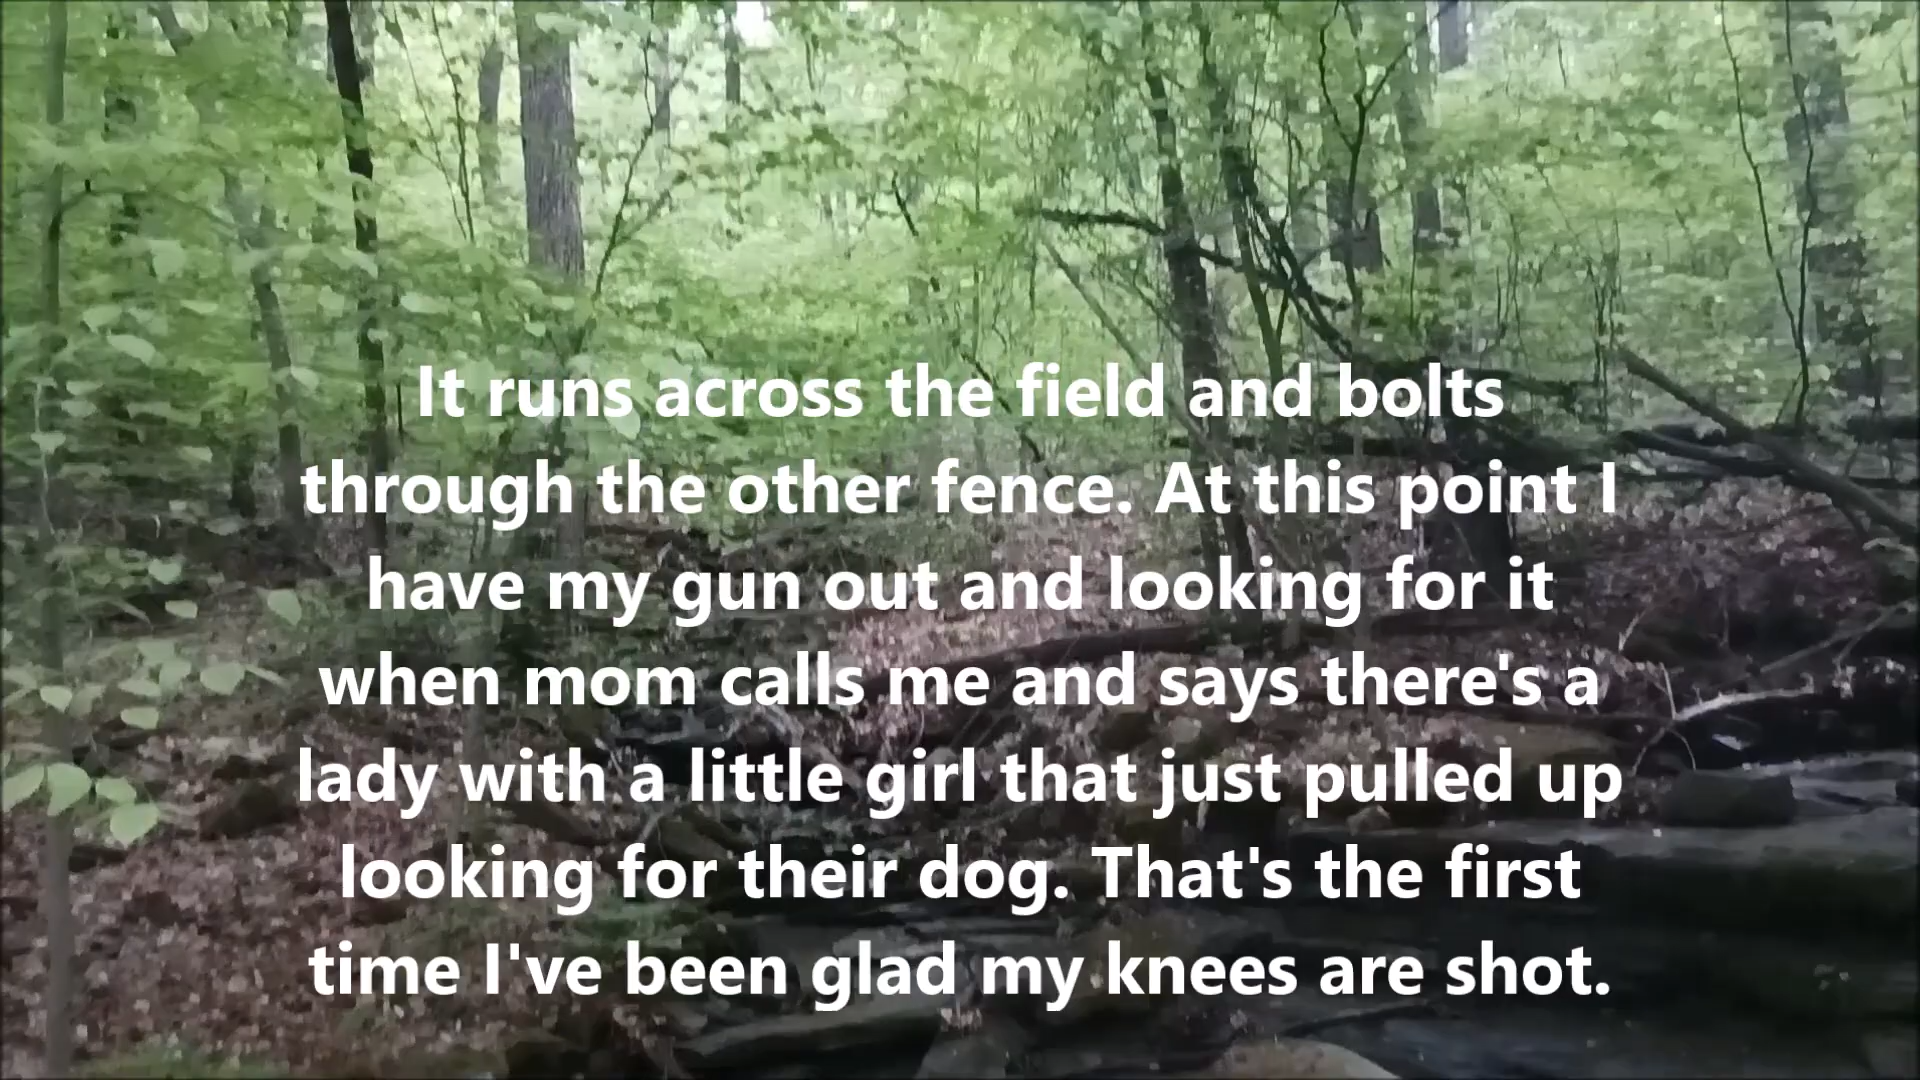 It runs across the field and bolts
through the other fence. At this point I
have my gun out and looking for it
when mom calls me and says there's a
lady with a little girl that just pulled up
looking for their dog. That's the first
time I've been glad my knees are shot.